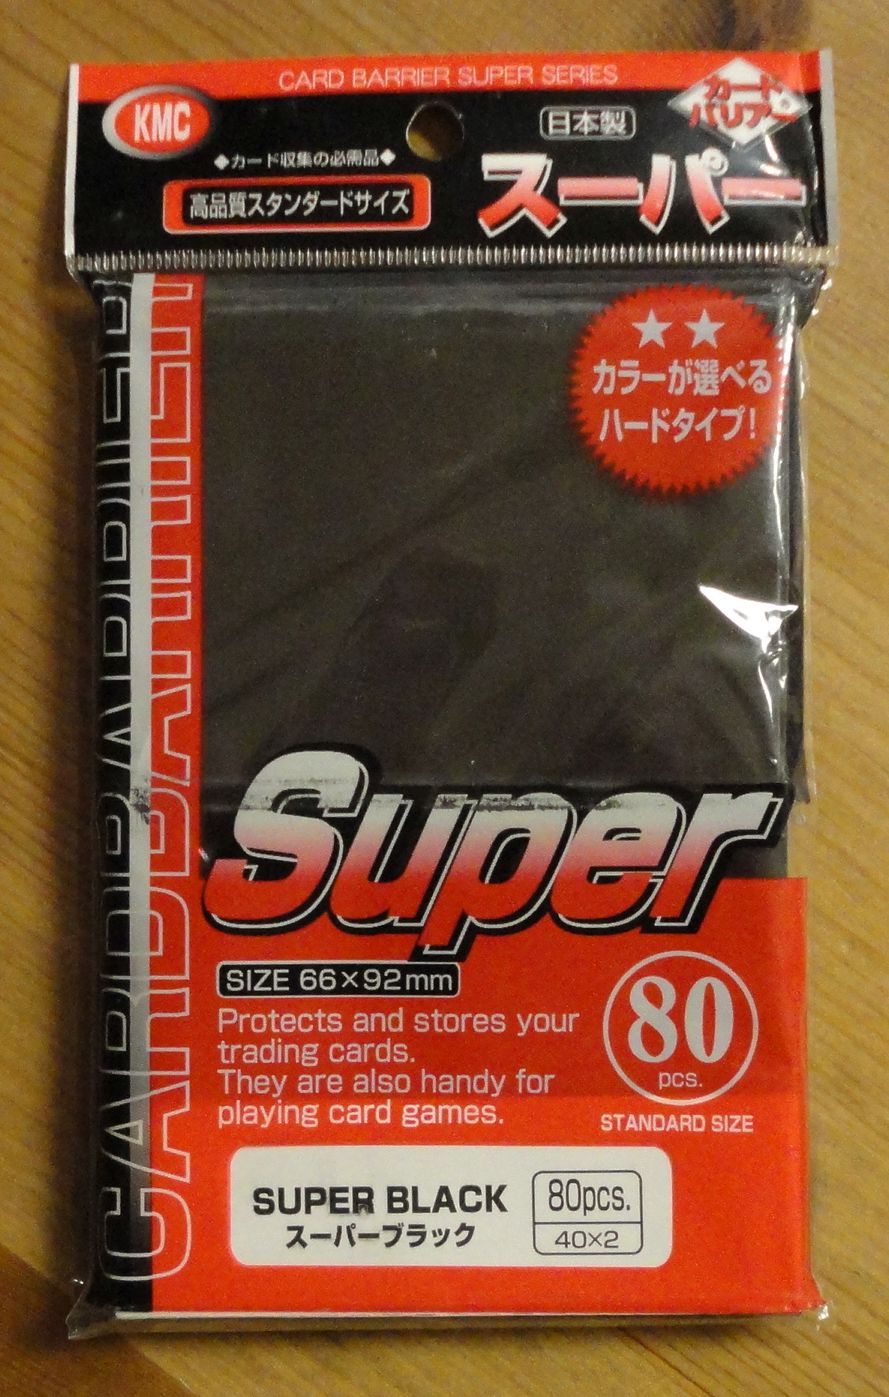 CARD BARRIER SUPER SERIES
KMC
カード
バリアー
日本製
◆カード収集の必需品◆
高品質スタンダードサイズ
スーパー
★★
カラーが選べる
ハードタイプ!
CARD BARRIER
Super
SIZE 66×92mm
Protects and stores your
trading cards.
They are also handy for
playing card games.
80
pcs.
STANDARD SIZE
SUPER BLACK
スーパーブラック
80pcs.
40×2